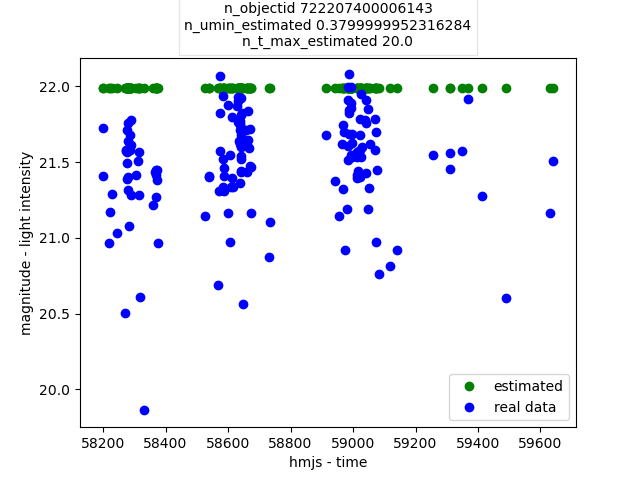 n_objectid 722207400006143
n_umin_estimated 0.3799999952316284
n_t_max_estimated 20.0
22.0
21.5
21.0
20.5
20.0
magnitude - light intensity
estimated
real data
58200 58400 58600 58800 59000 59200 59400 59600
hmjs - time